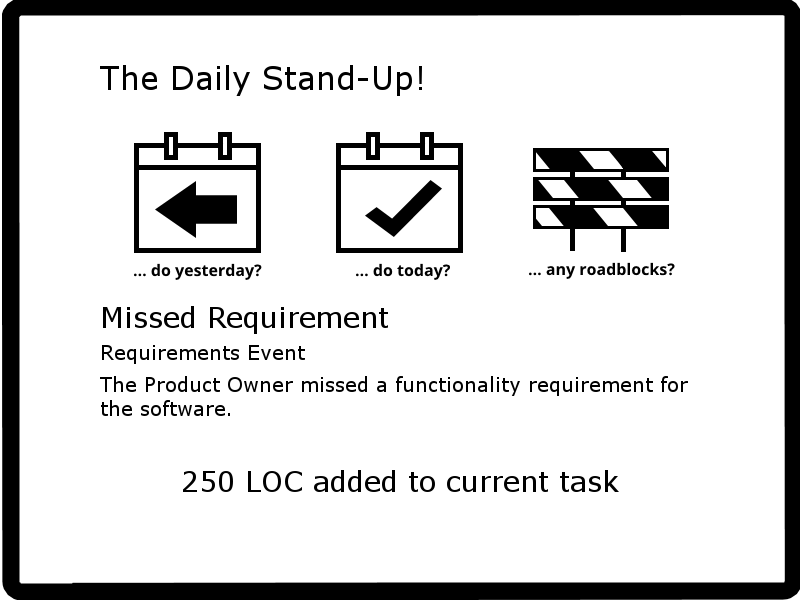 The Daily Stand-Up!
... do yesterday?
... do today?
... any roadblocks?
Missed Requirement
Requirements Event
The Product Owner missed a functionality requirement for
the software.
250 LOC added to current task